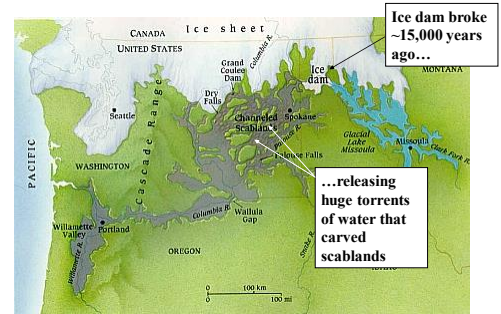 Ice dam broke
~15,000 years
ago…
CANADA
Ice sheet
UNITED STATES
Columbia R.
Grand
Coulee
Dam
Ice
dam
MONTANA
Dry
Falls
Seattle
Cascade Range
Channeled
Scablands
Spokane
Glacial
Lake
Missoula
Missoula
Clark Fork R.
Palouse R.
Palouse Falls
PACIFIC
WASHINGTON
…releasing
huge torrents
of water that
carved
scablands
Columbia R.
Wallula
Gap
Willamette
Valley
Portland
Willamette R.
OREGON
Snake R.
0
100 km
0
100 mi